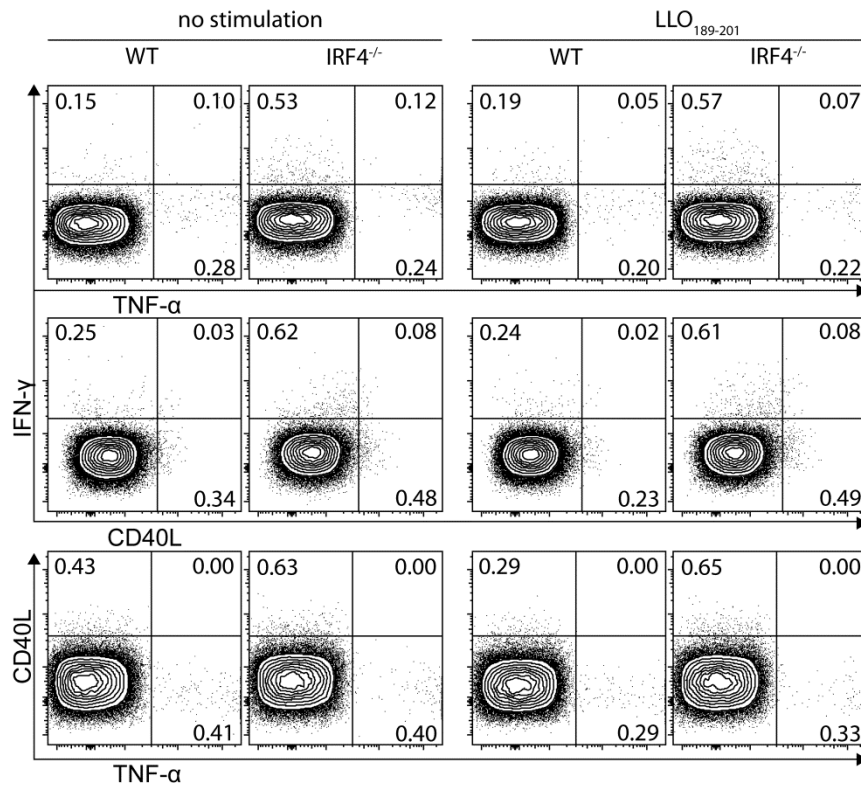 no stimulation LLO189-201
WT IRF4-/- WT IRF4-/-
0.15 0.10 0.53 0.12 0.19 0.05 0.57 0.07
0.28 0.24 0.20 0.22
TNF-α
0.25 0.03 0.62 0.08 0.24 0.02 0.61 0.08
IFN-γ
0.34 0.48 0.23 0.49
CD40L
0.43 0.00 0.63 0.00 0.29 0.00 0.65 0.00
CD40L
0.41 0.40 0.29 0.33
TNF-α